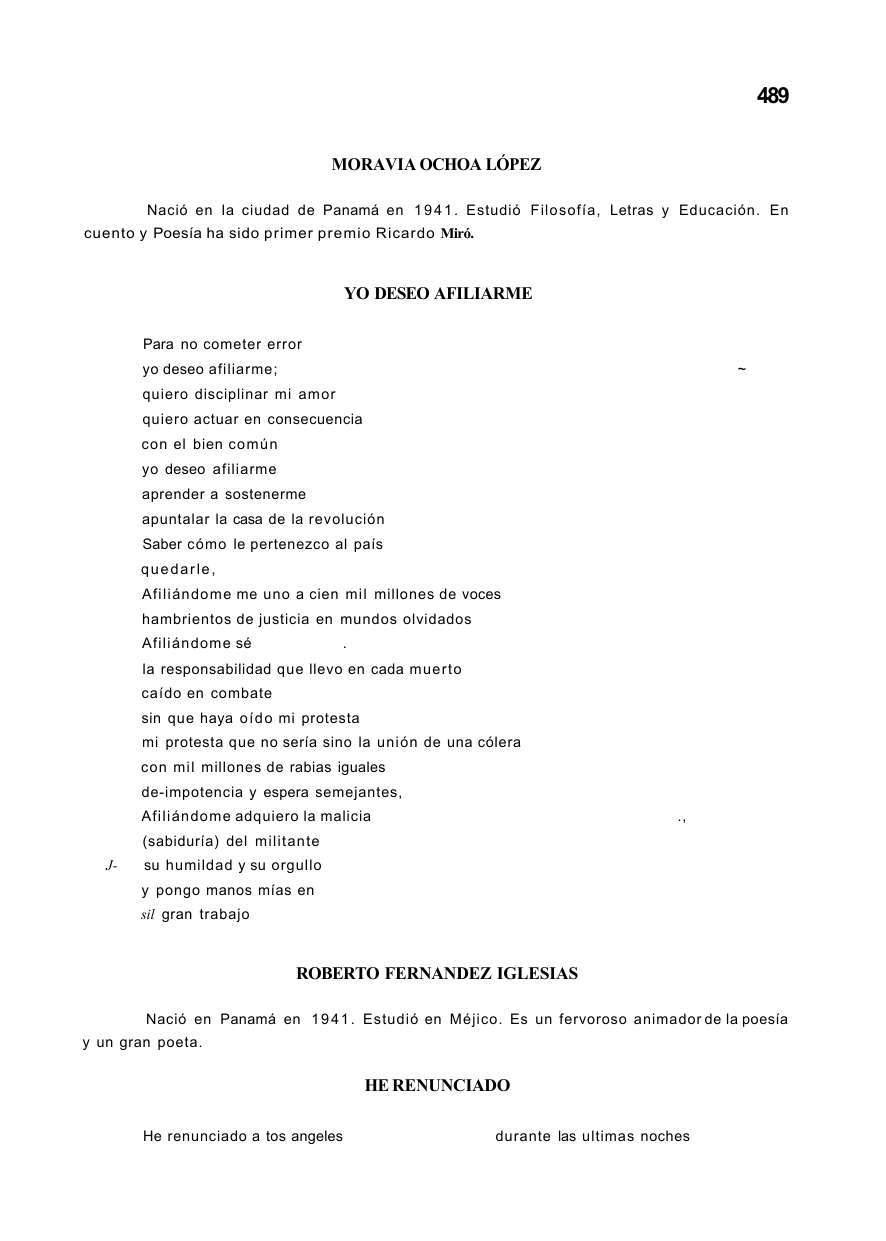 489
MORAVIA OCHOA LÓPEZ
Nació en la ciudad de Panamá en 1941. Estudió Filosofía, Letras y Educación. En
cuento y Poesía ha sido primer premio Ricardo Miró.
YO DESEO AFILIARME
Para no cometer error
yo deseo afiliarme; ~
quiero disciplinar mi amor
quiero actuar en consecuencia
con el bien común
yo deseo afiliarme
aprender a sostenerme
apuntalar la casa de la revolución
Saber cómo le pertenezco al país
quedarle,
Afiliándome me uno a cien mil millones de voces
hambrientos de justicia en mundos olvidados
Afiliándome sé .
la responsabilidad que llevo en cada muerto
caído en combate
sin que haya oído mi protesta
mi protesta que no sería sino la unión de una cólera
con mil millones de rabias iguales
de-impotencia y espera semejantes,
Afiliándome adquiero la malicia .,
(sabiduría) del militante
.J- su humildad y su orgullo
y pongo manos mías en
sil gran trabajo
ROBERTO FERNANDEZ IGLESIAS
Nació en Panamá en 1941. Estudió en Méjico. Es un fervoroso animador de la poesía
y un gran poeta.
HE RENUNCIADO
He renunciado a tos angeles durante las ultimas noches